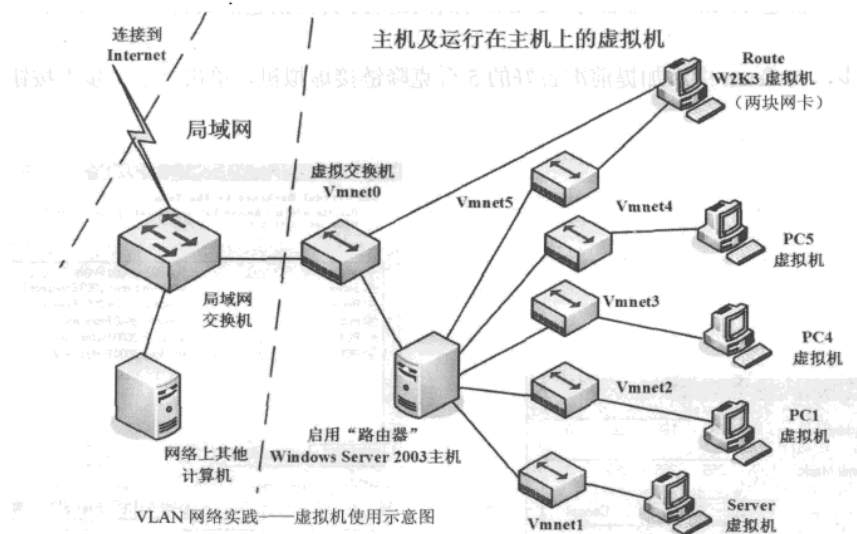 连接到
Internet
主机及运行在主机上的虚拟机
Route
W2K3 虚拟机
（两块网卡）
局域网
虚拟交换机
Vmnet0
Vmnet5
Vmnet4
PC5
虚拟机
局域网
交换机
Vmnet3
PC4
虚拟机
Vmnet2
PC1
虚拟机
网络上其他
计算机
启用“路由器”
Windows Server 2003主机
Vmnet1
Server
虚拟机
VLAN 网络实践——虚拟机使用示意图